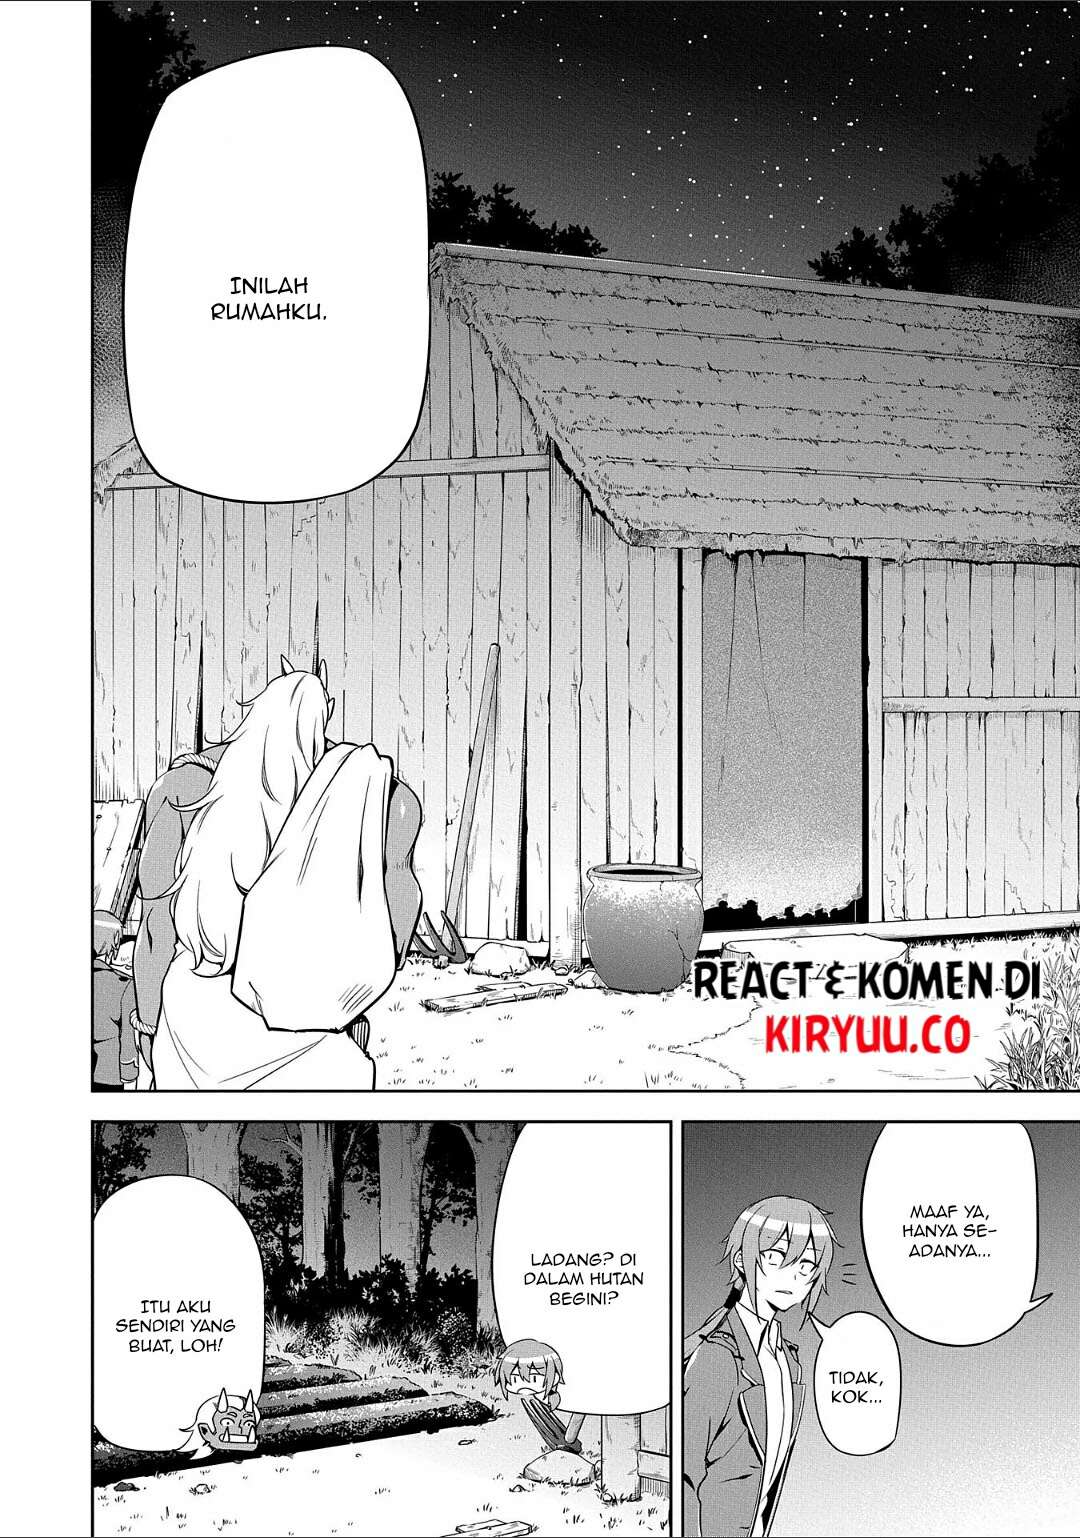 INILAH
RUMAHKU.
REACT & KOMEN DI
KIRYUU.CO
MAAF YA,
HANYA SE-
ADANYA...
TIDAK,
KOK...
LADANG? DI
DALAM HUTAN
BEGINI?
ITU AKU
SENDIRI YANG
BUAT, LOH!